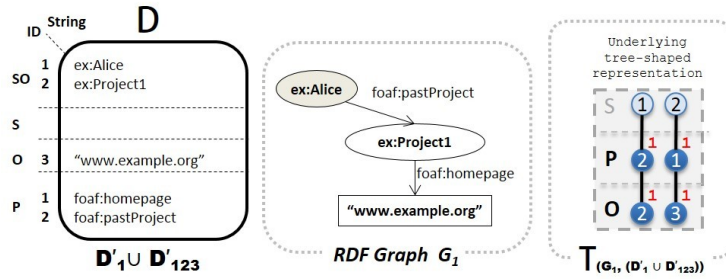 D
ID String
SO
1 ex:Alice
2 ex:Project1
S
O 3 “www.example.org”
P
1 foaf:homepage
2 foaf:pastProject
D'1∪ D'123
ex:Alice
foaf:pastProject
ex:Project1
foaf:homepage
“www.example.org”
RDF Graph G1
Underlying
tree-shaped
representation
S 1 2
1 1
P 2 1
1 1
O 2 3
T(G1, (D'1 ∪ D'123))